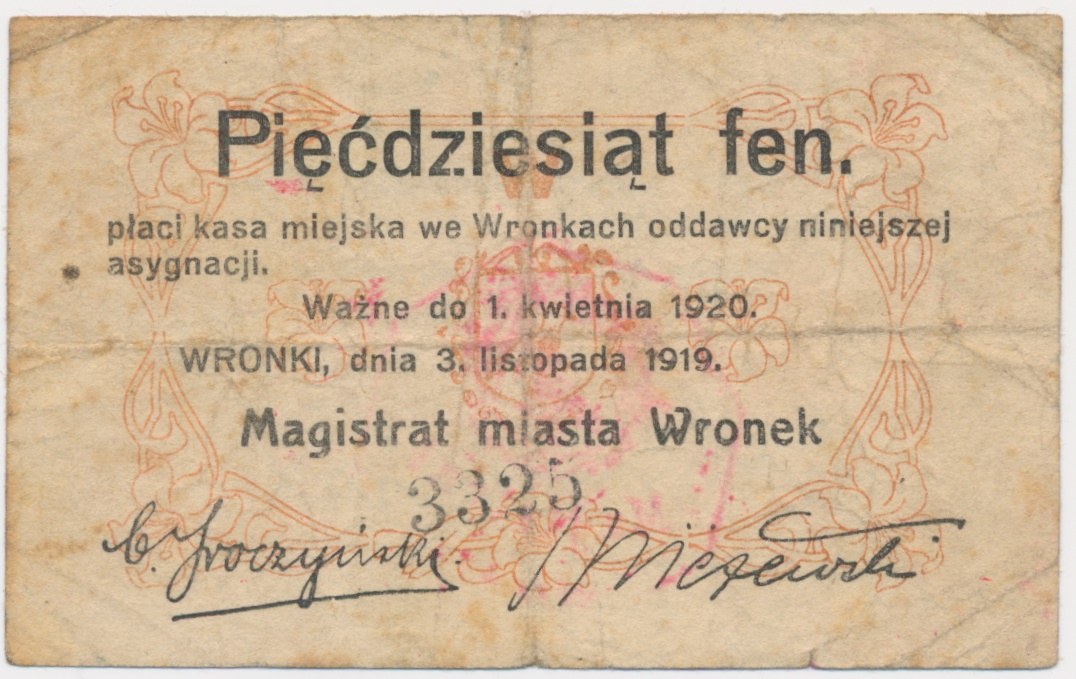 Pięćdziesiąt fen.
płaci kasa miejska we Wronkach oddawcy niniejszej
asygnacji.
Ważne do 1. kwietnia 1920.
WRONKI, dnia 3. listopada 1919.
Magistrat miasta Wronek
3325